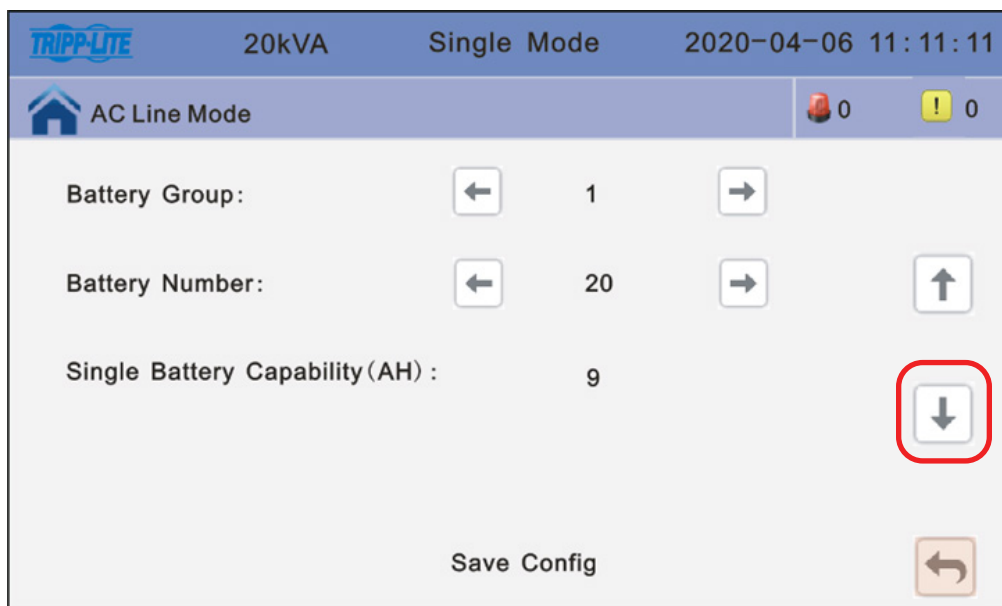 TRIPP·LITE 20kVA Single Mode 2020-04-06 11:11:11
AC Line Mode 0 ! 0
Battery Group: 1
Battery Number: 20
Single Battery Capability(AH): 9
Save Config